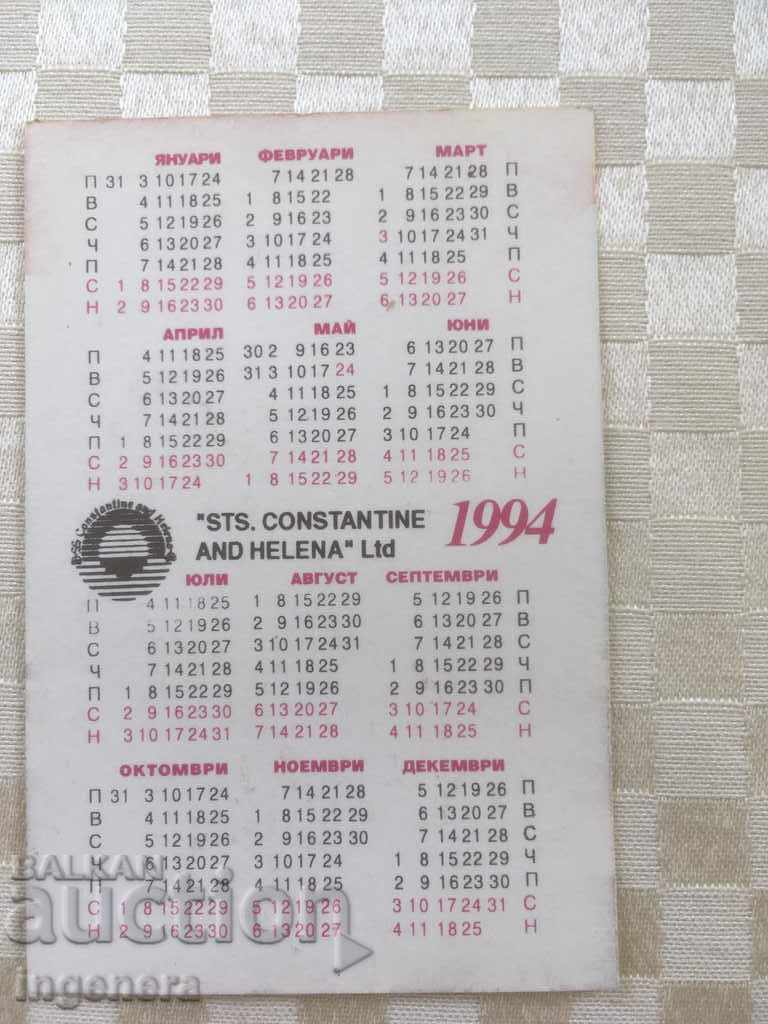 ЯНУАРИ ФЕВРУАРИ МАРТ
П 31 3 10 17 24 7 14 21 28 7 14 21 28 П
В 4 11 18 25 1 8 15 22 1 8 15 22 29 В
С 5 12 19 26 2 9 16 23 2 9 16 23 30 С
Ч 6 13 20 27 3 10 17 24 3 10 17 24 31 Ч
П 7 14 21 28 4 11 18 25 4 11 18 25 П
С 1 8 15 22 29 5 12 19 26 5 12 19 26 С
Н 2 9 16 23 30 6 13 20 27 6 13 20 27 Н
АПРИЛ МАЙ ЮНИ
П 4 11 18 25 30 2 9 16 23 6 13 20 27 П
В 5 12 19 26 31 3 10 17 24 7 14 21 28 В
С 6 13 20 27 4 11 18 25 1 8 15 22 29 С
Ч 7 14 21 28 5 12 19 26 2 9 16 23 30 Ч
П 1 8 15 22 29 6 13 20 27 3 10 17 24 П
С 2 9 16 23 30 7 14 21 28 4 11 18 25 С
Н 3 10 17 24 1 8 15 22 29 5 12 19 26 Н
"STS. CONSTANTINE 1994
AND HELENA" Ltd
ЮЛИ АВГУСТ СЕПТЕМВРИ
П 4 11 18 25 1 8 15 22 29 5 12 19 26 П
В 5 12 19 26 2 9 16 23 30 6 13 20 27 В
С 6 13 20 27 3 10 17 24 31 7 14 21 28 С
Ч 7 14 21 28 4 11 18 25 1 8 15 22 29 Ч
П 1 8 15 22 29 5 12 19 26 2 9 16 23 30 П
С 2 9 16 23 30 6 13 20 27 3 10 17 24 С
Н 3 10 17 24 31 7 14 21 28 4 11 18 25 Н
ОКТОМВРИ НОЕМВРИ ДЕКЕМВРИ
П 31 3 10 17 24 7 14 21 28 5 12 19 26 П
В 4 11 18 25 1 8 15 22 29 6 13 20 27 В
С 5 12 19 26 2 9 16 23 30 7 14 21 28 С
Ч 6 13 20 27 3 10 17 24 1 8 15 22 29 Ч
П 7 14 21 28 4 11 18 25 2 9 16 23 30 П
С 1 8 15 22 29 5 12 19 26 3 10 17 24 31 С
Н 2 9 16 23 30 6 13 20 27 4 11 18 25 Н
BALKAN
auction
ingenera